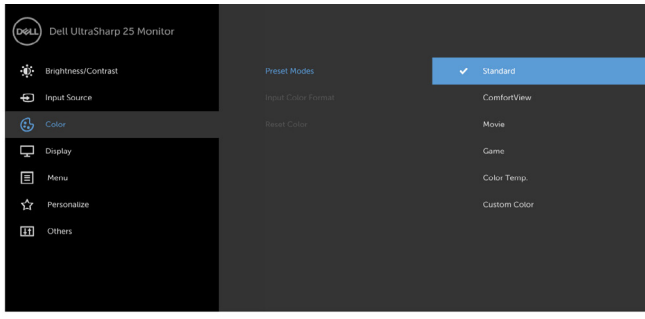 DELL Dell UltraSharp 25 Monitor
Brightness/Contrast
Input Source
Color
Display
Menu
Personalize
Others
Preset Modes
Input Color Format
Reset Color
Standard
ComfortView
Movie
Game
Color Temp.
Custom Color